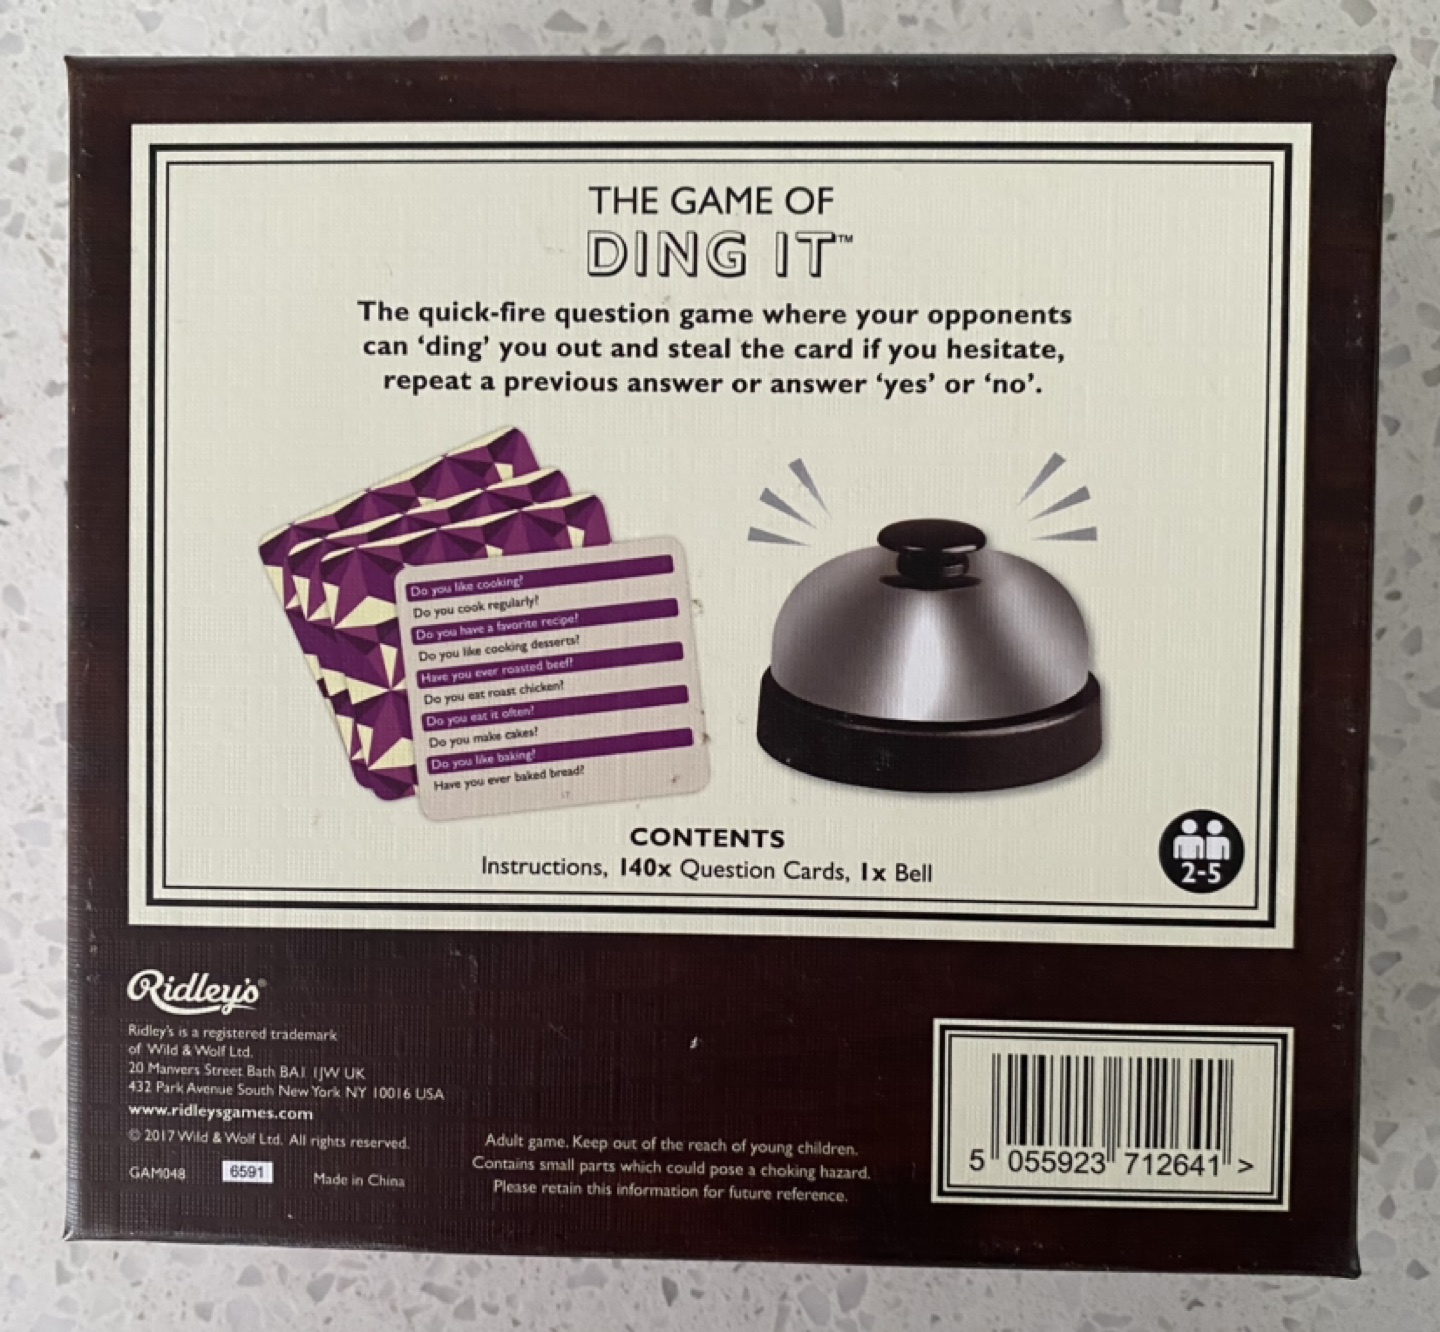 THE GAME OF
DING IT™
The quick-fire question game where your opponents
can ‘ding’ you out and steal the card if you hesitate,
repeat a previous answer or answer ‘yes’ or ‘no’.
Do you like cooking?
Do you cook regularly?
Do you have a favorite recipe?
Do you like cooking desserts?
Have you ever roasted beef?
Do you eat roast chicken?
Do you eat it often?
Do you make cakes?
Do you like baking?
Have you ever baked bread?
CONTENTS
Instructions, 140x Question Cards, 1x Bell
2-5
Ridley's®
Ridley's is a registered trademark
of Wild & Wolf Ltd.
20 Manvers Street Bath BA1 1JW UK
432 Park Avenue South New York NY 10016 USA
www.ridleysgames.com
© 2017 Wild & Wolf Ltd. All rights reserved.
GAM048 6591 Made in China
Adult game. Keep out of the reach of young children.
Contains small parts which could pose a choking hazard.
Please retain this information for future reference.
5 055923 712641 >